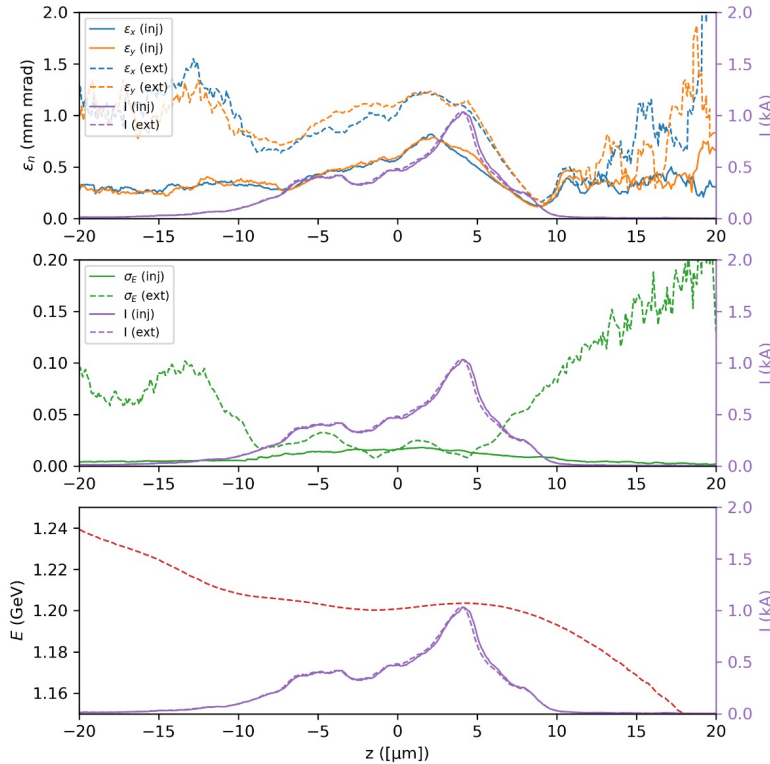 2.0
1.5
1.0
0.5
0.0
εn (mm mrad)
εx (inj)
εy (inj)
εx (ext)
εy (ext)
I (inj)
I (ext)
2.0
1.5
1.0
0.5
0.0
I (kA)
−20 −15 −10 −5 0 5 10 15 20
0.20
0.15
0.10
0.05
0.00
σE (inj)
σE (ext)
I (inj)
I (ext)
2.0
1.5
1.0
0.5
0.0
I (kA)
−20 −15 −10 −5 0 5 10 15 20
1.24
1.22
1.20
1.18
1.16
E (GeV)
2.0
1.5
1.0
0.5
0.0
I (kA)
−20 −15 −10 −5 0 5 10 15 20
z ([μm])